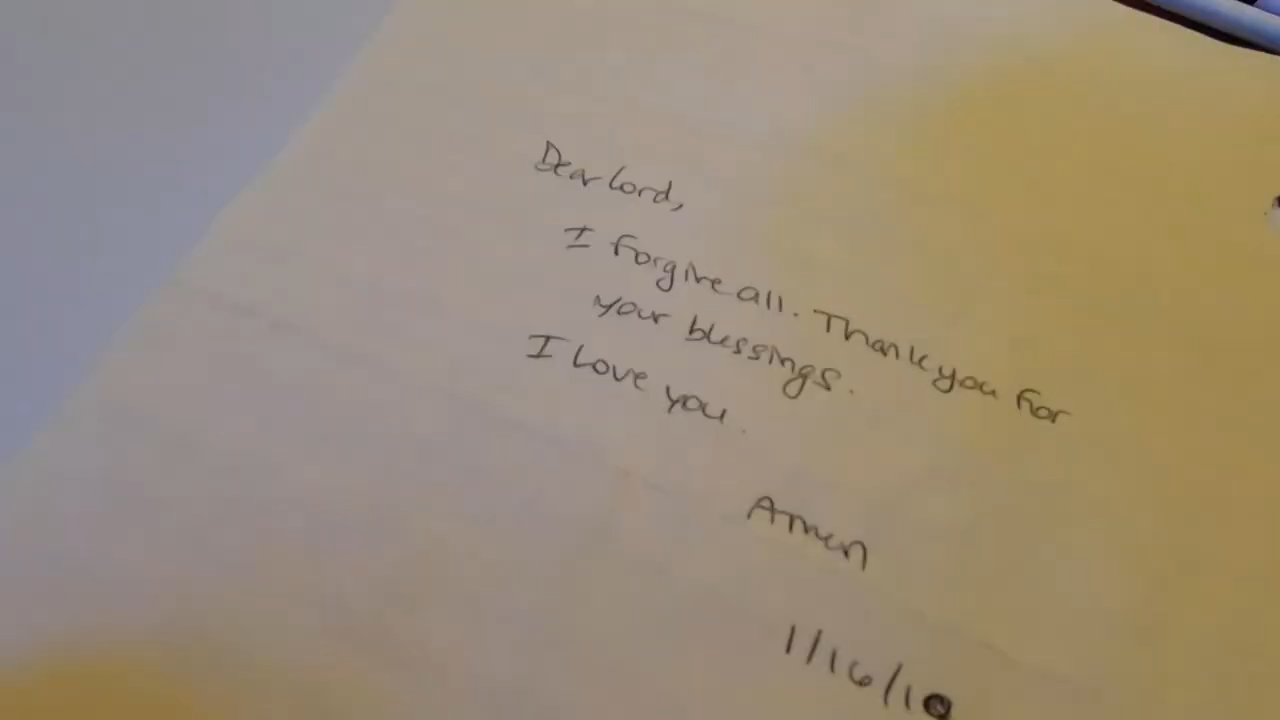 Dear Lord,
I forgive all. Thank you for
your blessings.
I love you.
Amen
1/16/10